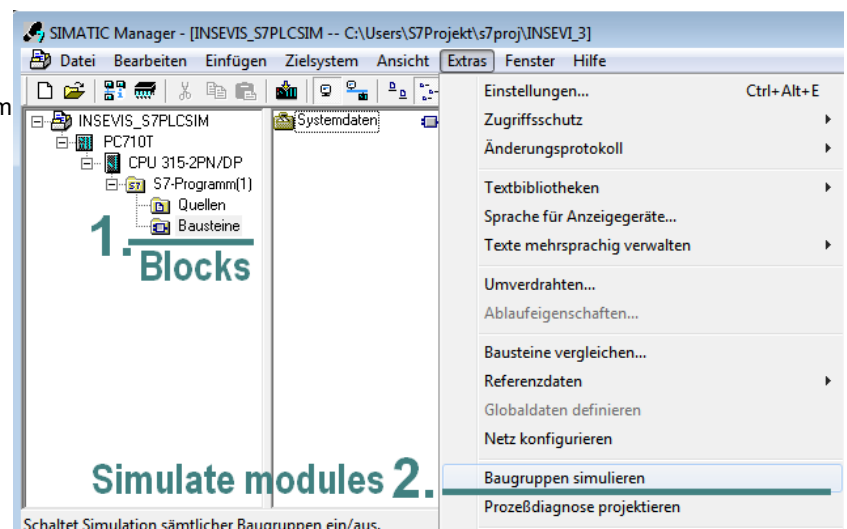 SIMATIC Manager - [INSEVIS_S7PLCSIM -- C:\Users\S7Projekt\s7proj\INSEVI_3]
Datei Bearbeiten Einfügen Zielsystem Ansicht Extras Fenster Hilfe
m
INSEVIS_S7PLCSIM
PC710T
CPU 315-2PN/DP
S7-Programm(1)
Quellen
Bausteine
1.
Blocks
Systemdaten
Einstellungen... Ctrl+Alt+E
Zugriffsschutz
Änderungsprotokoll
Textbibliotheken
Sprache für Anzeigegeräte...
Texte mehrsprachig verwalten
Umverdrahten...
Ablaufeigenschaften...
Bausteine vergleichen...
Referenzdaten
Globaldaten definieren
Netz konfigurieren
Simulate modules 2.
Baugruppen simulieren
Prozeßdiagnose projektieren
Schaltet Simulation sämtlicher Baugruppen ein/aus.